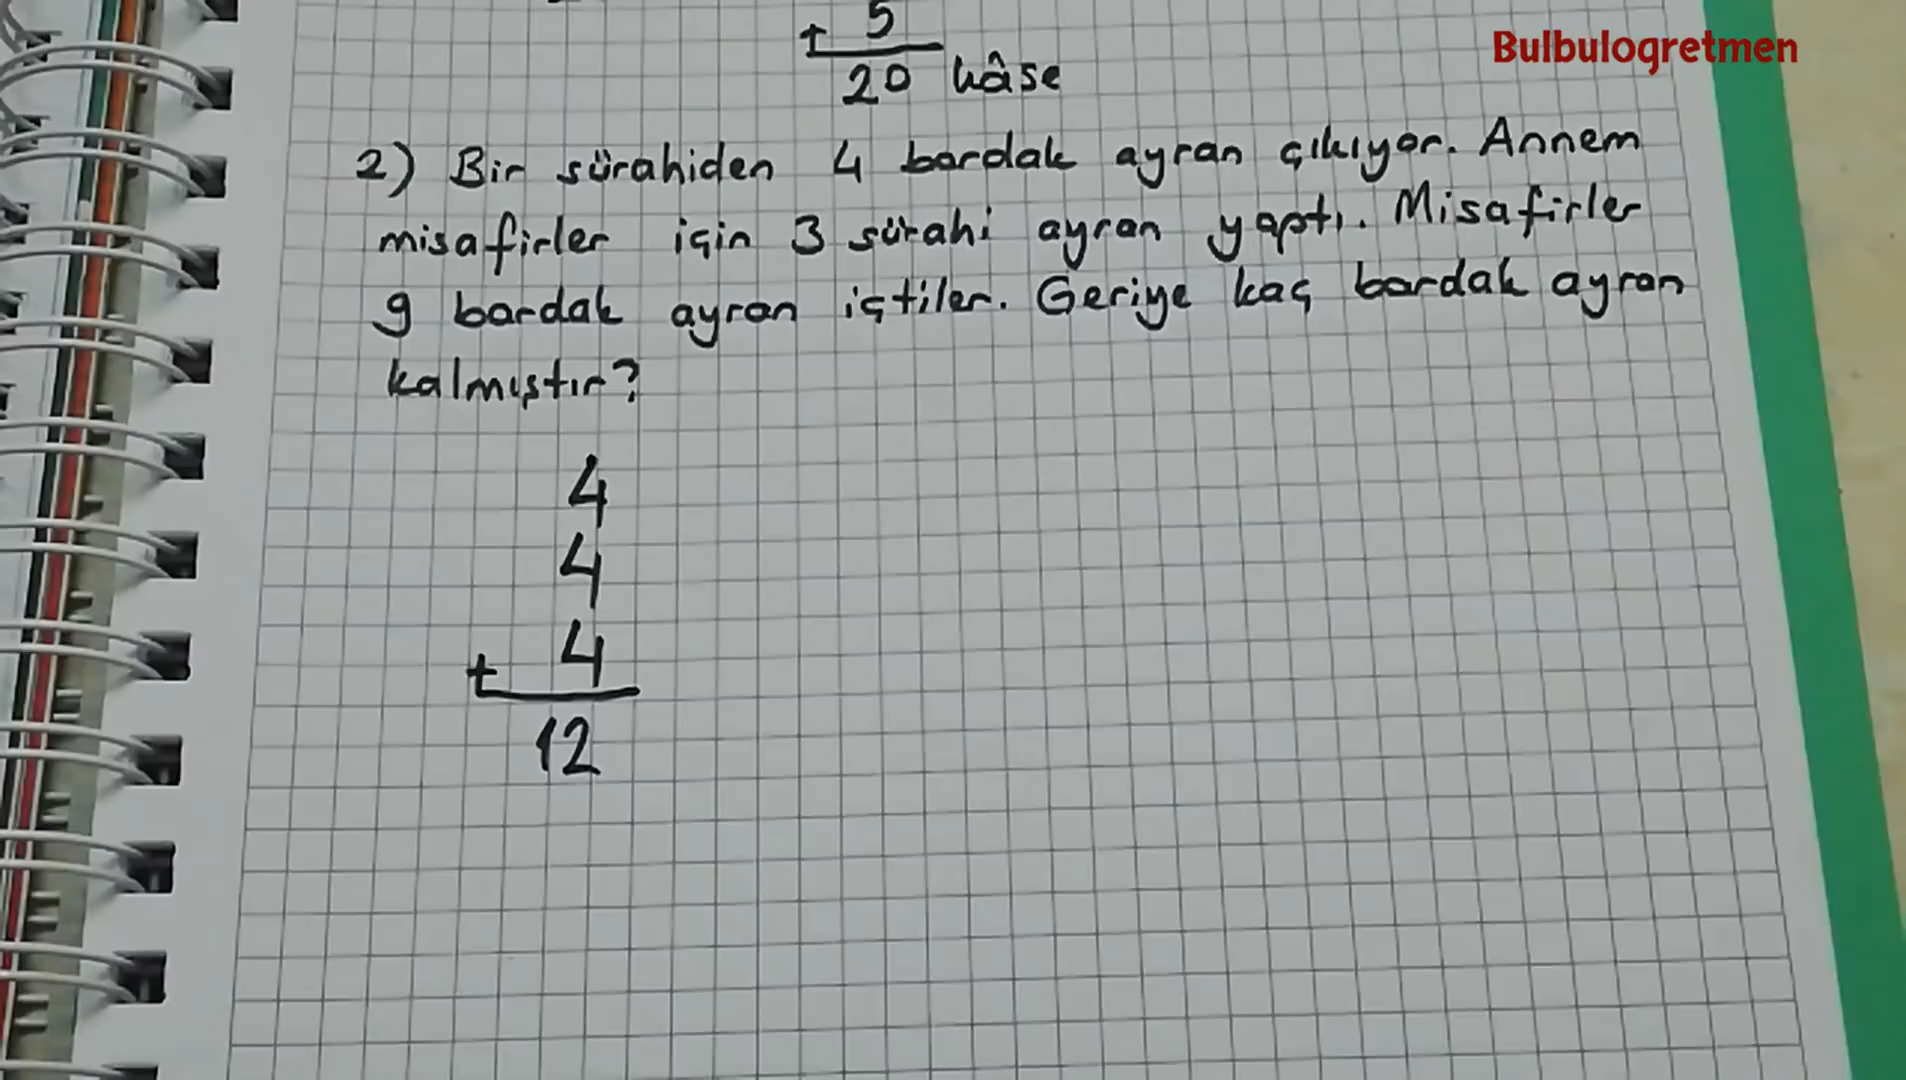 Bulbulogretmen
+ 5
20 kâse
2) Bir sürahiden 4 bardak ayran çıkıyor. Annem
misafirler için 3 sürahi ayran yaptı. Misafirler
9 bardak ayran içtiler. Geriye kaç bardak ayran
kalmıştır?
4
4
+ 4
12